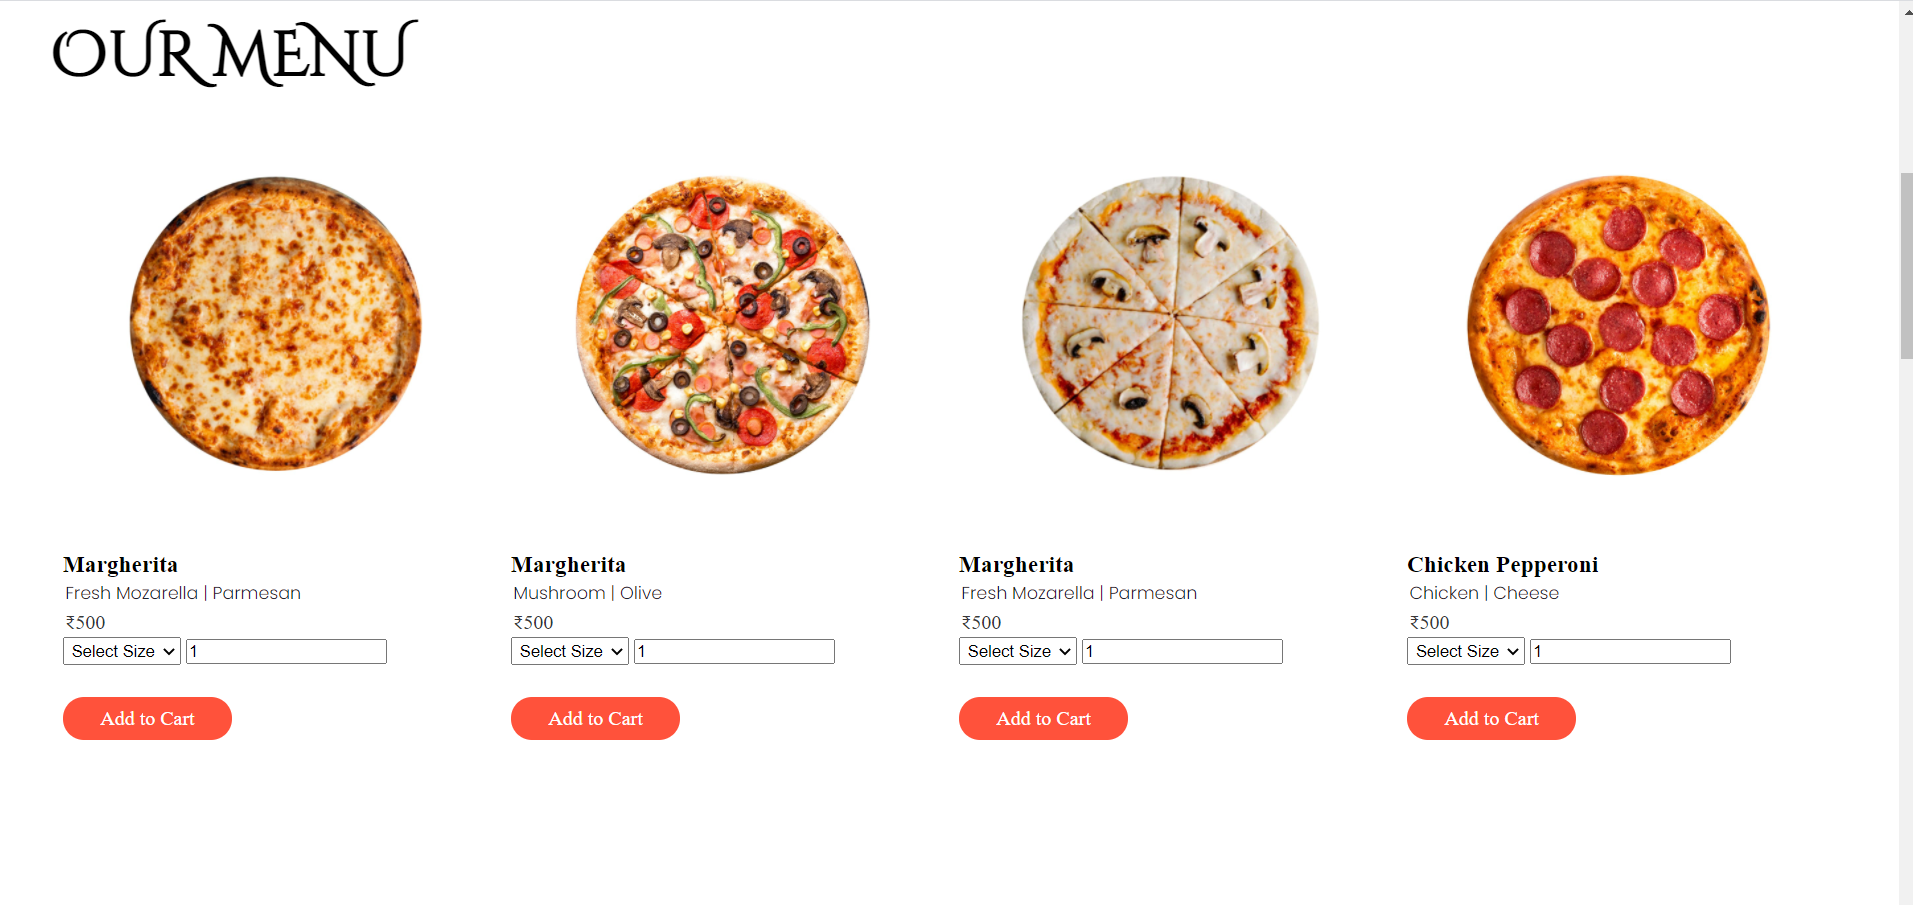 OUR MENU
Margherita
Fresh Mozarella | Parmesan
₹500
Select Size 1
Add to Cart
Margherita
Mushroom | Olive
₹500
Select Size 1
Add to Cart
Margherita
Fresh Mozarella | Parmesan
₹500
Select Size 1
Add to Cart
Chicken Pepperoni
Chicken | Cheese
₹500
Select Size 1
Add to Cart